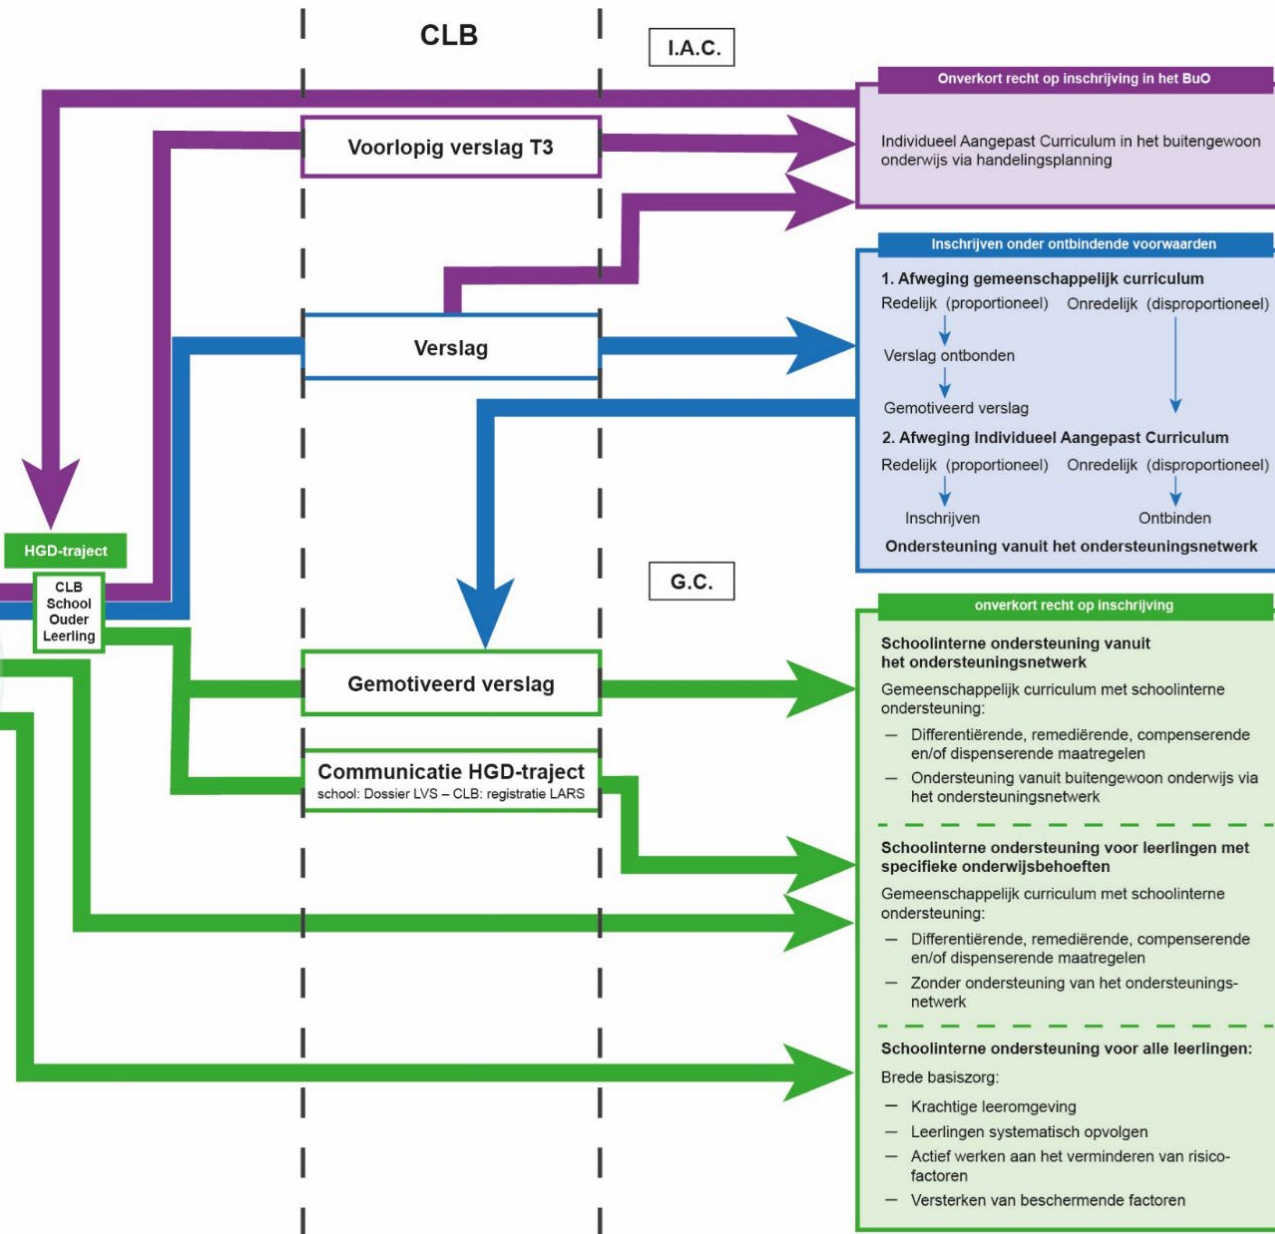 CLB
I.A.C.
Onverkort recht op inschrijving in het BuO
Individueel Aangepast Curriculum in het buitengewoon
onderwijs via handelingsplanning
Voorlopig verslag T3
Inschrijven onder ontbindende voorwaarden
1. Afweging gemeenschappelijk curriculum
Redelijk (proportioneel) Onredelijk (disproportioneel)
Verslag ontbonden
Gemotiveerd verslag
2. Afweging Individueel Aangepast Curriculum
Redelijk (proportioneel) Onredelijk (disproportioneel)
Inschrijven Ontbinden
Ondersteuning vanuit het ondersteuningsnetwerk
Verslag
HGD-traject
CLB
School
Ouder
Leerling
G.C.
Gemotiveerd verslag
Communicatie HGD-traject
school: Dossier LVS – CLB: registratie LARS
onverkort recht op inschrijving
Schoolinterne ondersteuning vanuit
het ondersteuningsnetwerk
Gemeenschappelijk curriculum met schoolinterne
ondersteuning:
— Differentiërende, remediërende, compenserende
en/of dispenserende maatregelen
— Ondersteuning vanuit buitengewoon onderwijs via
het ondersteuningsnetwerk
Schoolinterne ondersteuning voor leerlingen met
specifieke onderwijsbehoeften
Gemeenschappelijk curriculum met schoolinterne
ondersteuning:
— Differentiërende, remediërende, compenserende
en/of dispenserende maatregelen
— Zonder ondersteuning van het ondersteunings-
netwerk
Schoolinterne ondersteuning voor alle leerlingen:
Brede basiszorg:
— Krachtige leeromgeving
— Leerlingen systematisch opvolgen
— Actief werken aan het verminderen van risico-
factoren
— Versterken van beschermende factoren